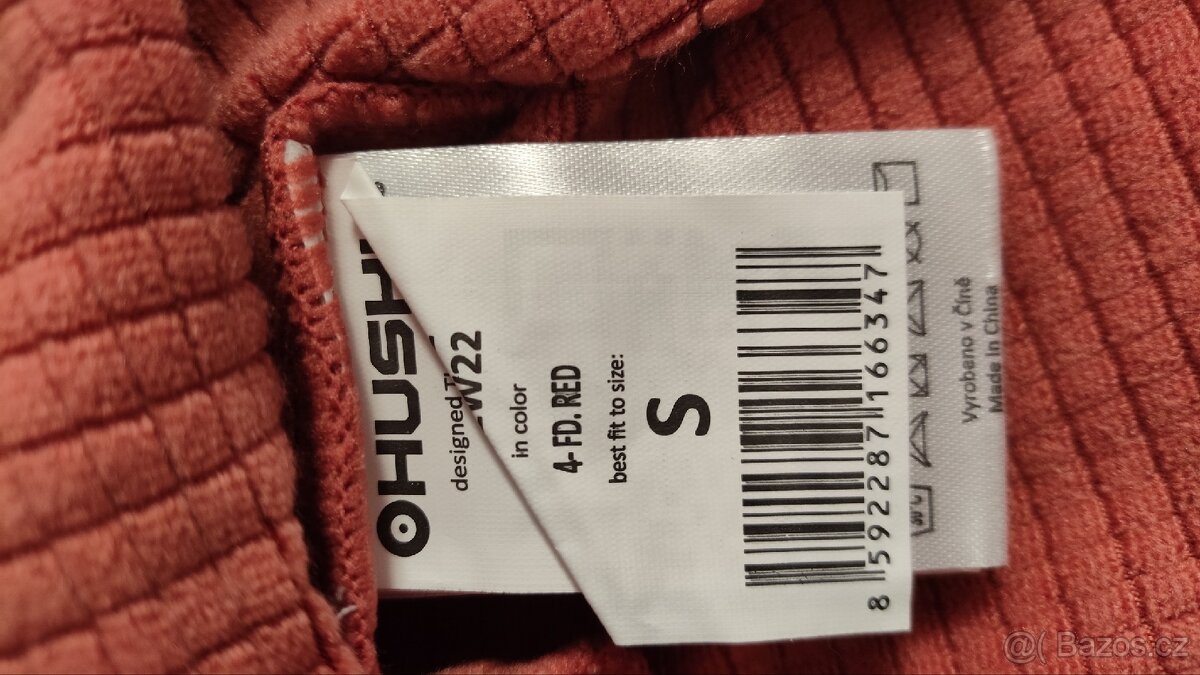 HUSK
designed
W22
in color
4- FD. RED
best fit to size:
S
8 592287 166347
Vyrobeno v Číně
Made in China
@( Bazos.cz